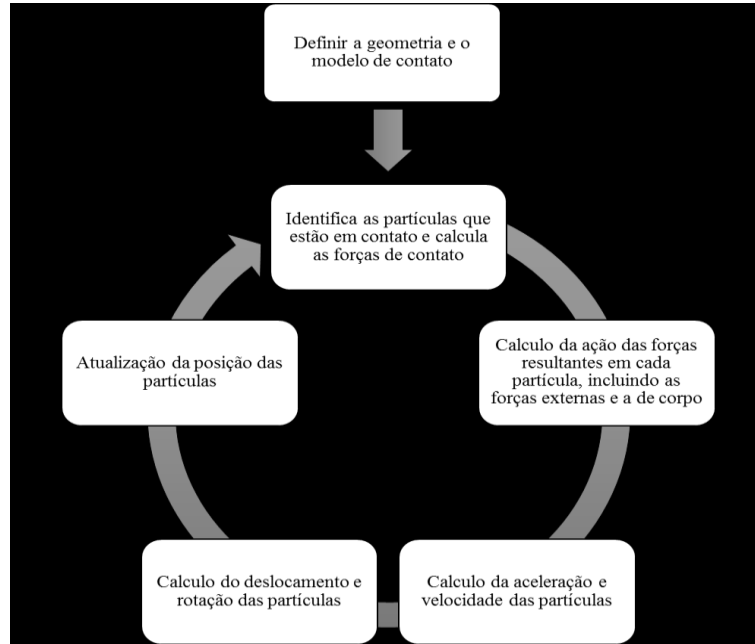 Definir a geometria e o
modelo de contato
Identifica as partículas que
estão em contato e calcula
as forças de contato
Calculo da ação das forças
resultantes em cada
partícula, incluindo as
forças externas e a de corpo
Calculo da aceleração e
velocidade das partículas
Calculo do deslocamento e
rotação das partículas
Atualização da posição das
partículas